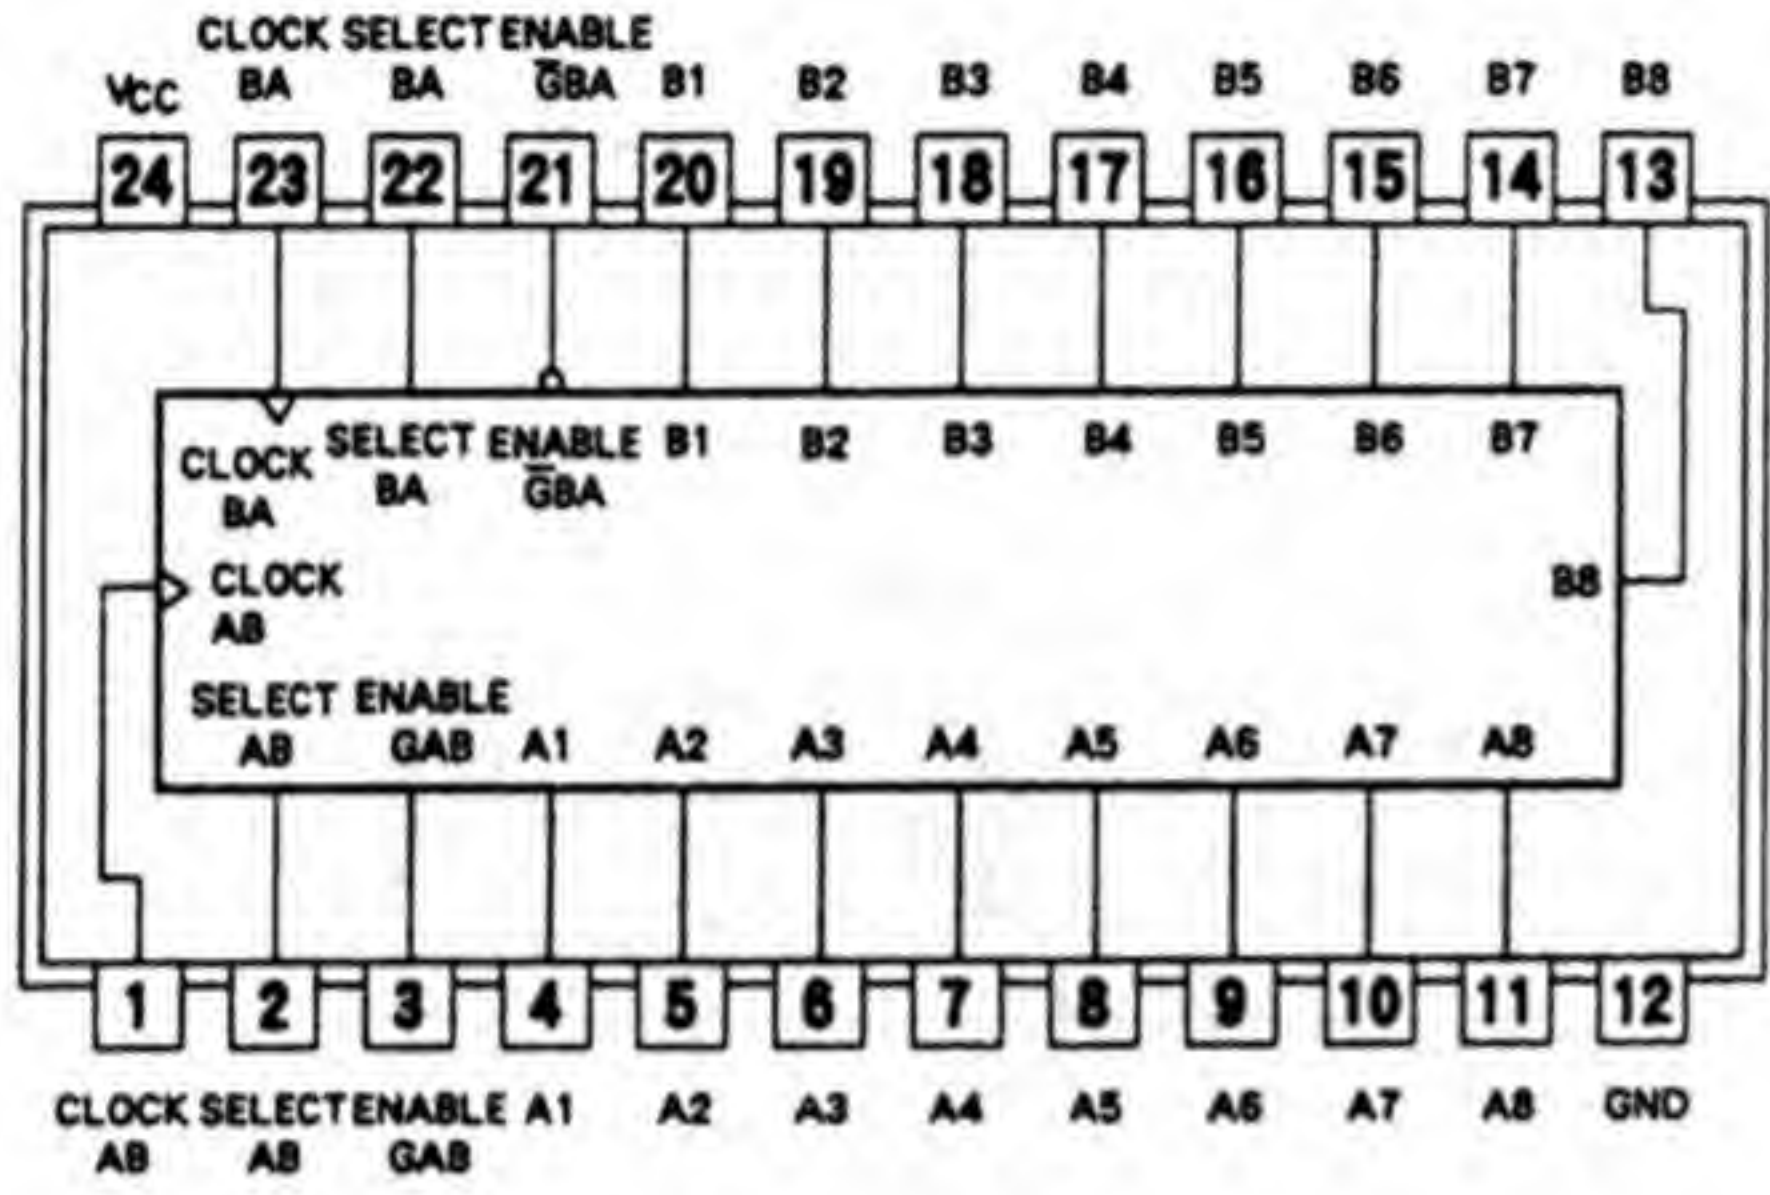 CLOCK SELECT ENABLE
VCC BA BA G̅BA B1 B2 B3 B4 B5 B6 B7 B8
24 23 22 21 20 19 18 17 16 15 14 13
CLOCK SELECT ENABLE B1 B2 B3 B4 B5 B6 B7
BA BA G̅BA
CLOCK B8
AB
SELECT ENABLE
AB GAB A1 A2 A3 A4 A5 A6 A7 A8
1 2 3 4 5 6 7 8 9 10 11 12
CLOCK SELECT ENABLE A1 A2 A3 A4 A5 A6 A7 A8 GND
AB AB GAB